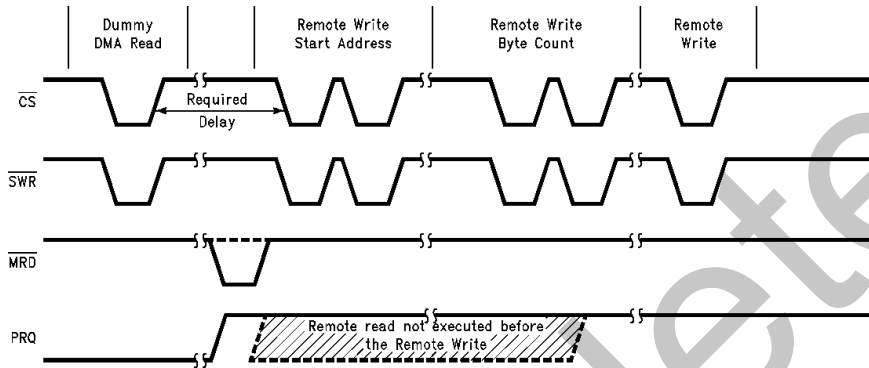 Dummy
DMA Read
Remote Write
Start Address
Remote Write
Byte Count
Remote
Write
CS
Required
Delay
SWR
MRD
PRQ
Remote read not executed before
the Remote Write